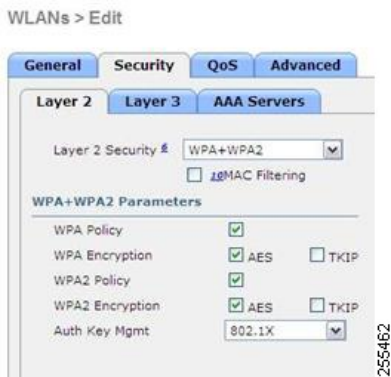 WLANs > Edit
General Security QoS Advanced
Layer 2 Layer 3 AAA Servers
Layer 2 Security 6 WPA+WPA2
10MAC Filtering
WPA+WPA2 Parameters
WPA Policy
WPA Encryption AES TKIP
WPA2 Policy
WPA2 Encryption AES TKIP
Auth Key Mgmt 802.1X
255462